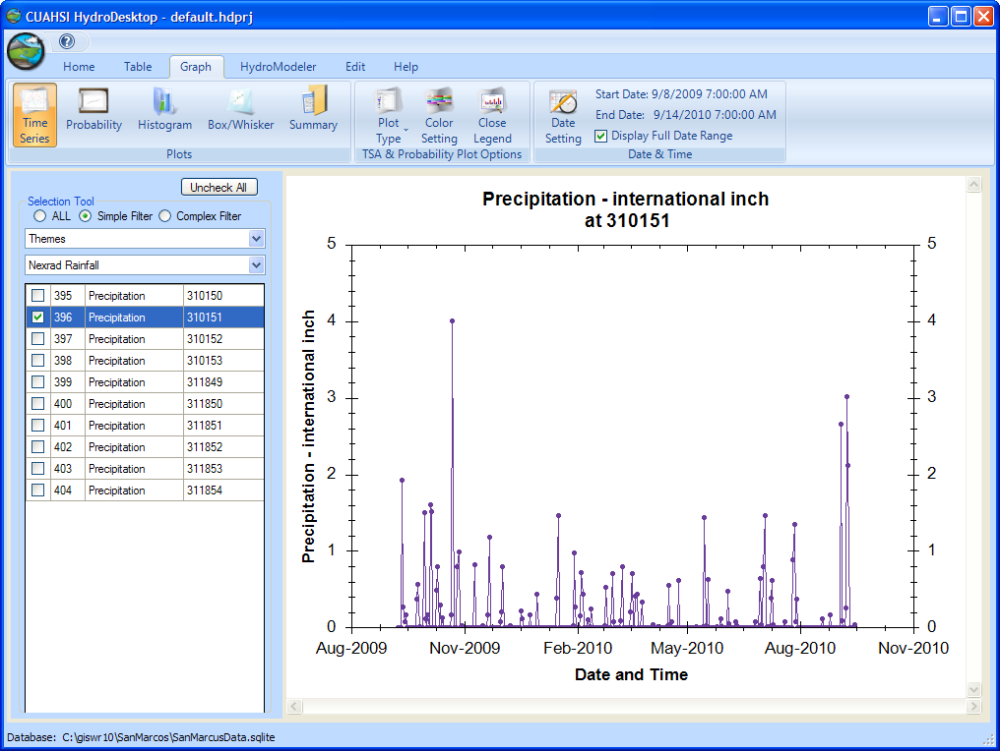 CUAHSI HydroDesktop - default.hdprj
Home Table Graph HydroModeler Edit Help
Time Series Probability Histogram Box/Whisker Summary
Plots
Plot Type Color Setting Close Legend
TSA & Probability Plot Options
Date Setting
Start Date: 9/8/2009 7:00:00 AM
End Date: 9/14/2010 7:00:00 AM
Display Full Date Range
Date & Time
Uncheck All
Selection Tool
ALL Simple Filter Complex Filter
Themes
Nexrad Rainfall
395 Precipitation 310150
396 Precipitation 310151
397 Precipitation 310152
398 Precipitation 310153
399 Precipitation 311849
400 Precipitation 311850
401 Precipitation 311851
402 Precipitation 311852
403 Precipitation 311853
404 Precipitation 311854
Precipitation - international inch
at 310151
Precipitation - international inch
5 5
4 4
3 3
2 2
1 1
0 0
Aug-2009 Nov-2009 Feb-2010 May-2010 Aug-2010 Nov-2010
Date and Time
Database: C:\giswr10\SanMarcos\SanMarcusData.sqlite